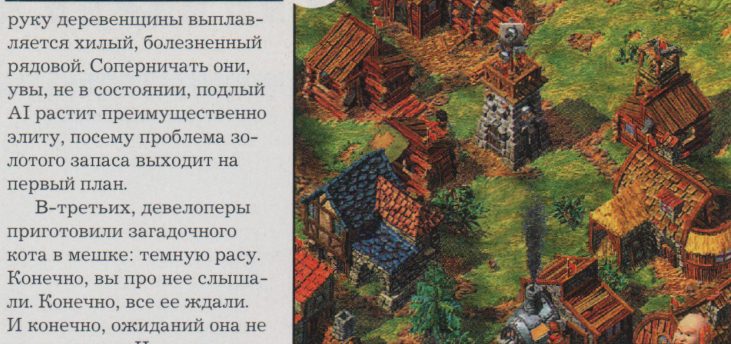 руку деревенщины выплав-
ляется хилый, болезненный
рядовой. Соперничать они,
увы, не в состоянии, подлый
AI растит преимущественно
элиту, посему проблема зо-
лотого запаса выходит на
первый план.
В-третьих, девелоперы
приготовили загадочного
кота в мешке: темную расу.
Конечно, вы про нее слыша-
ли. Конечно, все ее ждали.
И конечно, ожиданий она не